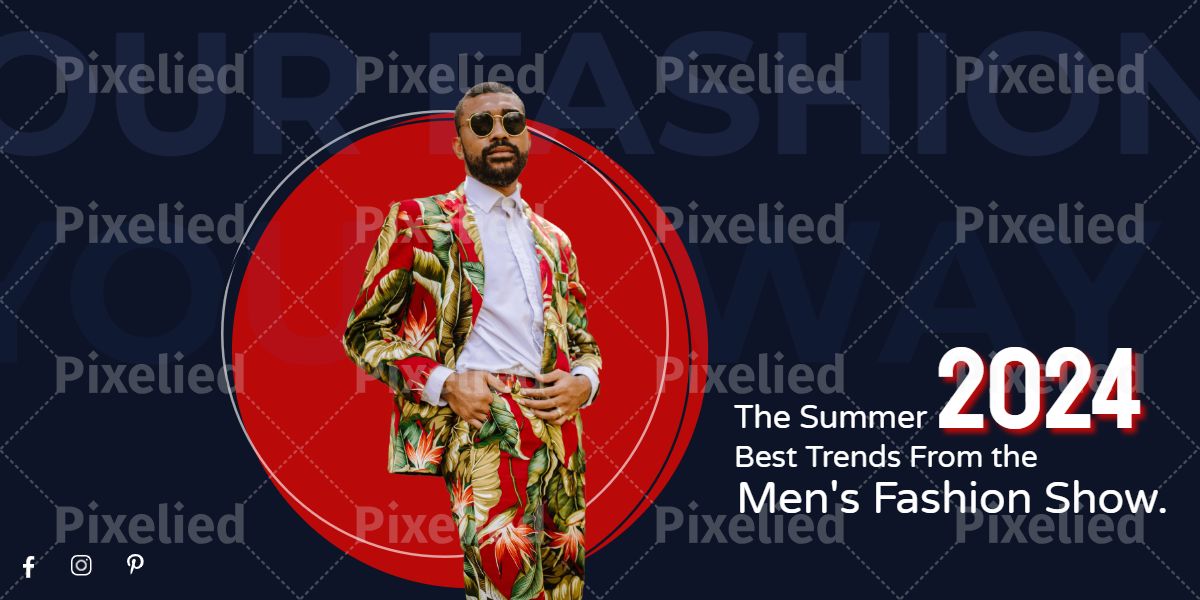 OUR FASHION
YOUR WAY
Pixelied Pixelied Pixelied Pixelied
Pixelied Pixelied Pixelied Pixelied
Pixelied Pixelied Pixelied Pixelied
The Summer 2024
Best Trends From the
Men's Fashion Show.
Pixelied Pixelied Pixelied Pixelied